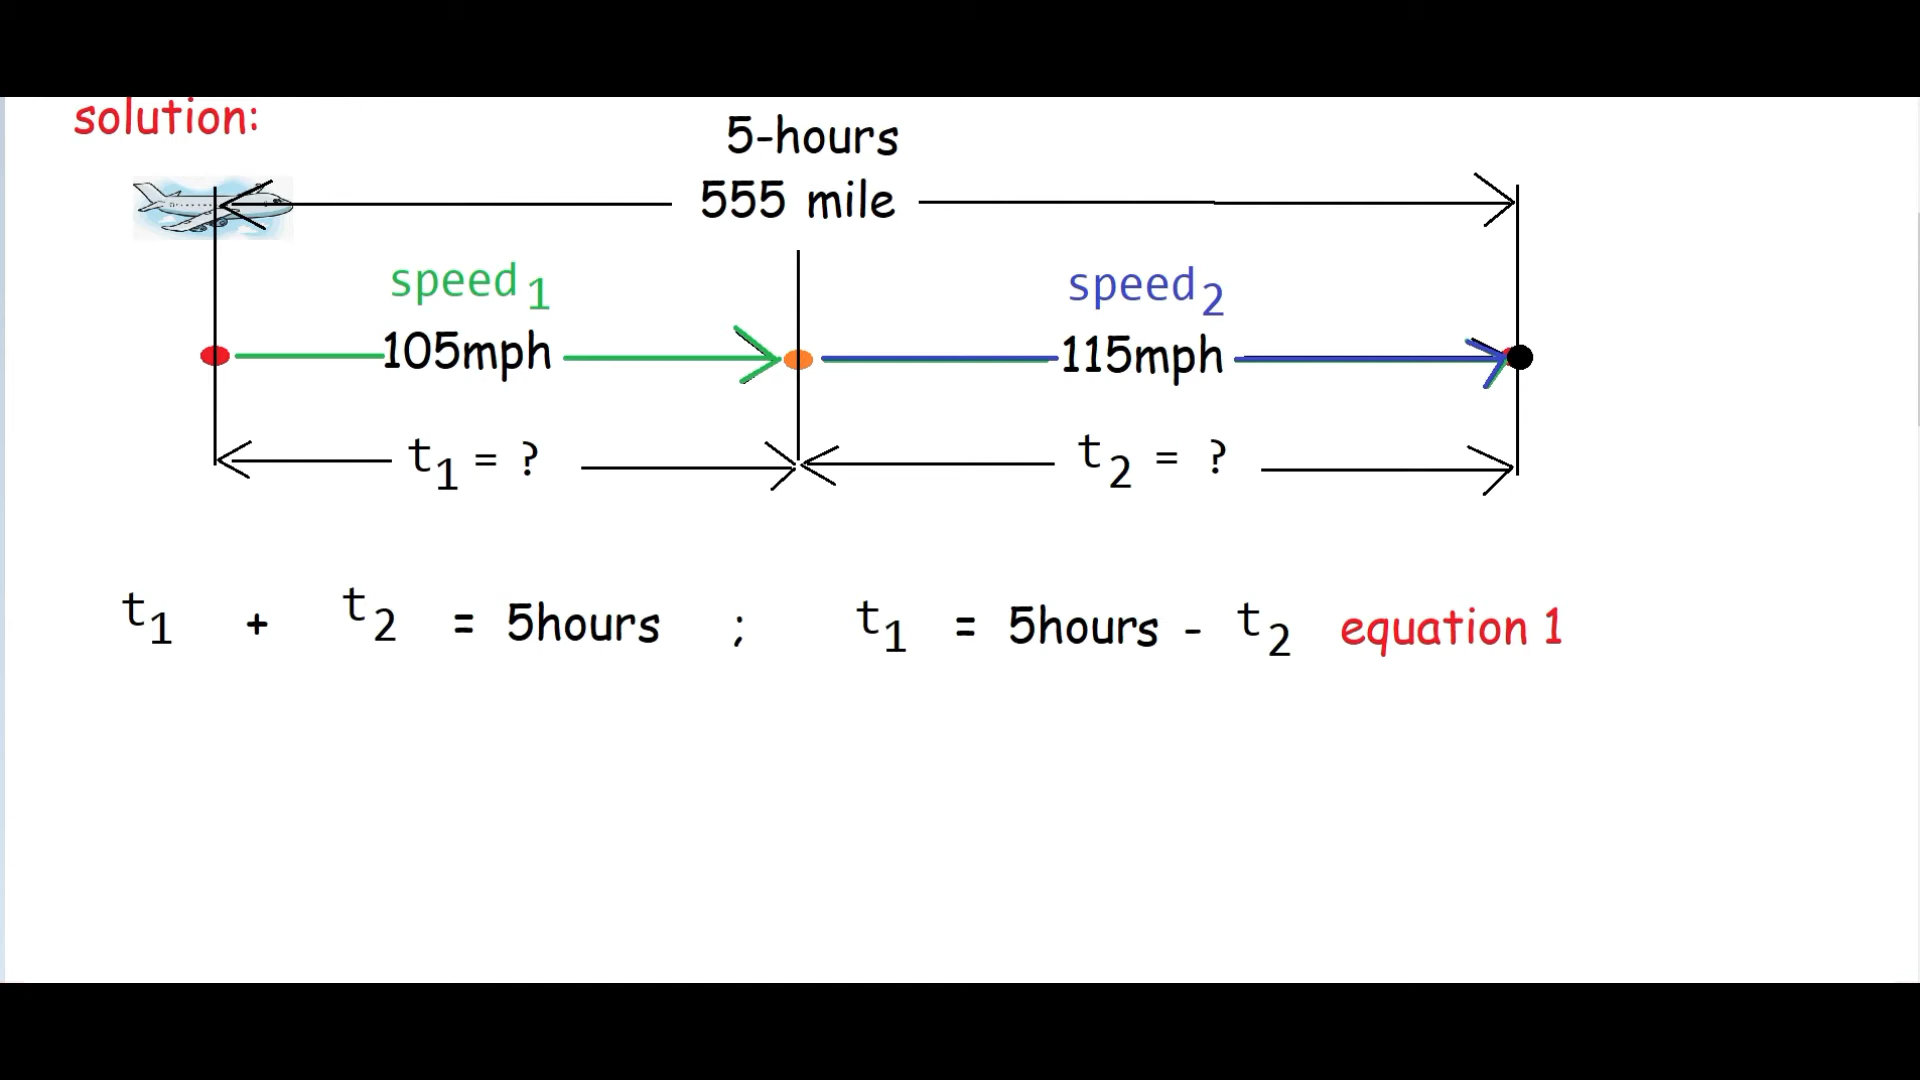 solution:
5-hours
555 mile
speed1 speed2
105mph 115mph
t1 = ? t2 = ?
t1 + t2 = 5hours ; t1 = 5hours - t2 equation 1